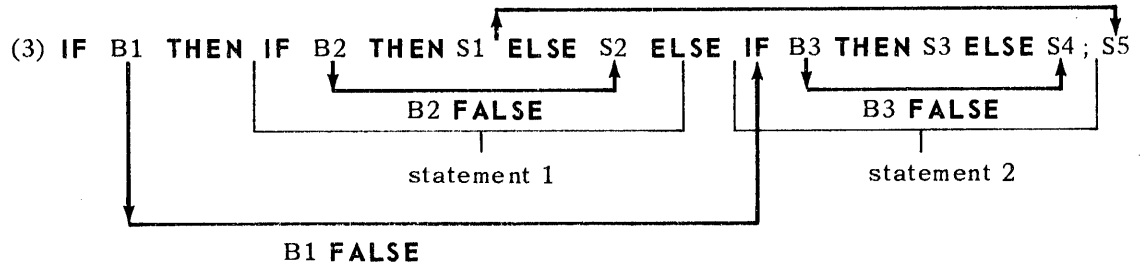 (3) IF B1 THEN IF B2 THEN S1 ELSE S2 ELSE IF B3 THEN S3 ELSE S4 ; S5
B2 FALSE B3 FALSE
statement 1 statement 2
B1 FALSE